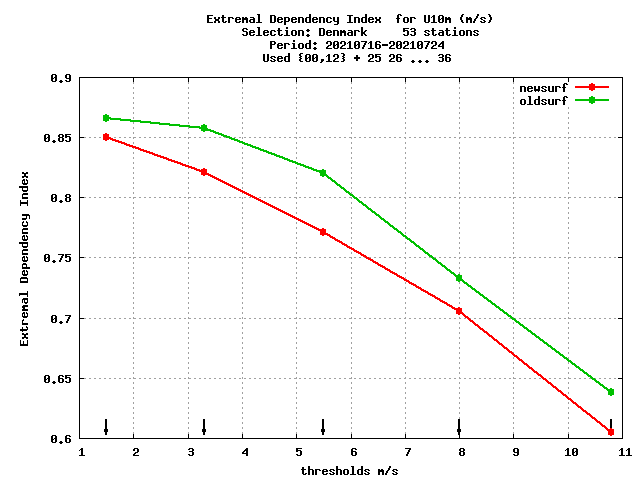 Extremal Dependency Index  for U10m (m/s)
Selection: Denmark     53 stations
Period: 20210716-20210724
Used {00,12} + 25 26 ... 36
newsurf
oldsurf
Extremal Dependency Index
0.9
0.85
0.8
0.75
0.7
0.65
0.6
1 2 3 4 5 6 7 8 9 10 11
thresholds m/s